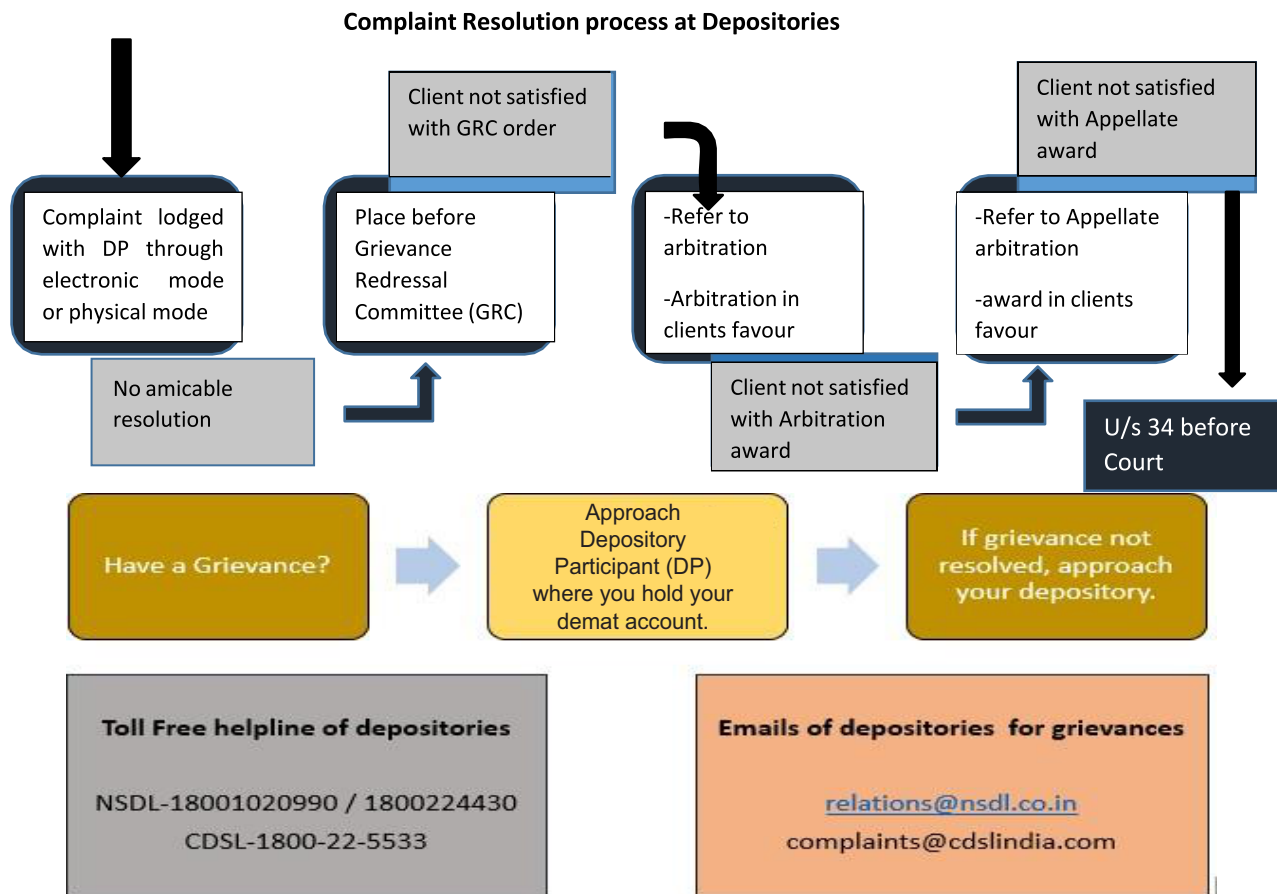 Complaint Resolution process at Depositories
Complaint lodged
with DP through
electronic mode
or physical mode
No amicable
resolution
Place before
Grievance
Redressal
Committee (GRC)
Client not satisfied
with GRC order
-Refer to
arbitration
-Arbitration in
clients favour
Client not satisfied
with Arbitration
award
-Refer to Appellate
arbitration
-award in clients
favour
Client not satisfied
with Appellate
award
U/s 34 before
Court
Have a Grievance?
Approach
Depository
Participant (DP)
where you hold your
demat account.
If grievance not
resolved, approach
your depository.
Toll Free helpline of depositories
NSDL-18001020990 / 1800224430
CDSL-1800-22-5533
Emails of depositories for grievances
relations@nsdl.co.in
complaints@cdslindia.com